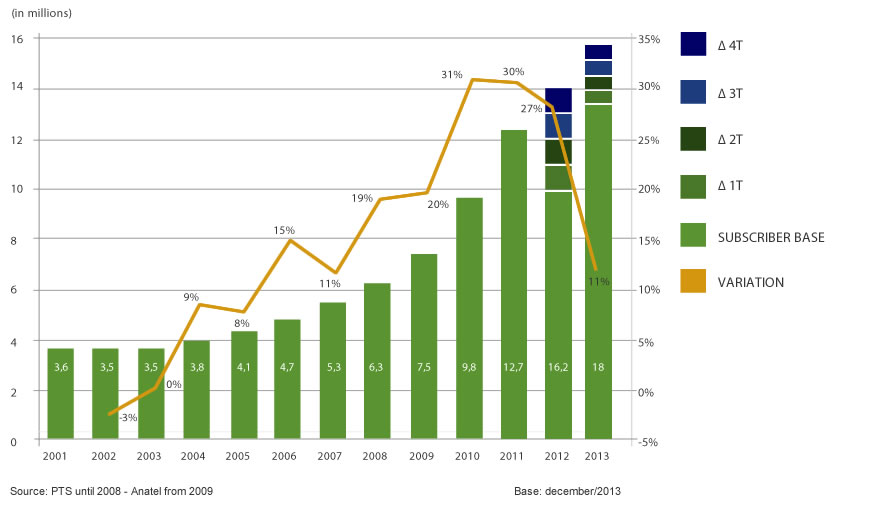 (in millions)
16 35%
14 30%
12 25%
10 20%
8 15%
6 10%
4 5%
2 0%
0 -5%
31% 30%
27%
19% 20%
15%
11%
9%
8%
11%
0%
-3%
3,6 3,5 3,5 3,8 4,1 4,7 5,3 6,3 7,5 9,8 12,7 16,2 18
2001 2002 2003 2004 2005 2006 2007 2008 2009 2010 2011 2012 2013
Δ 4T
Δ 3T
Δ 2T
Δ 1T
SUBSCRIBER BASE
VARIATION
Source: PTS until 2008 - Anatel from 2009 Base: december/2013